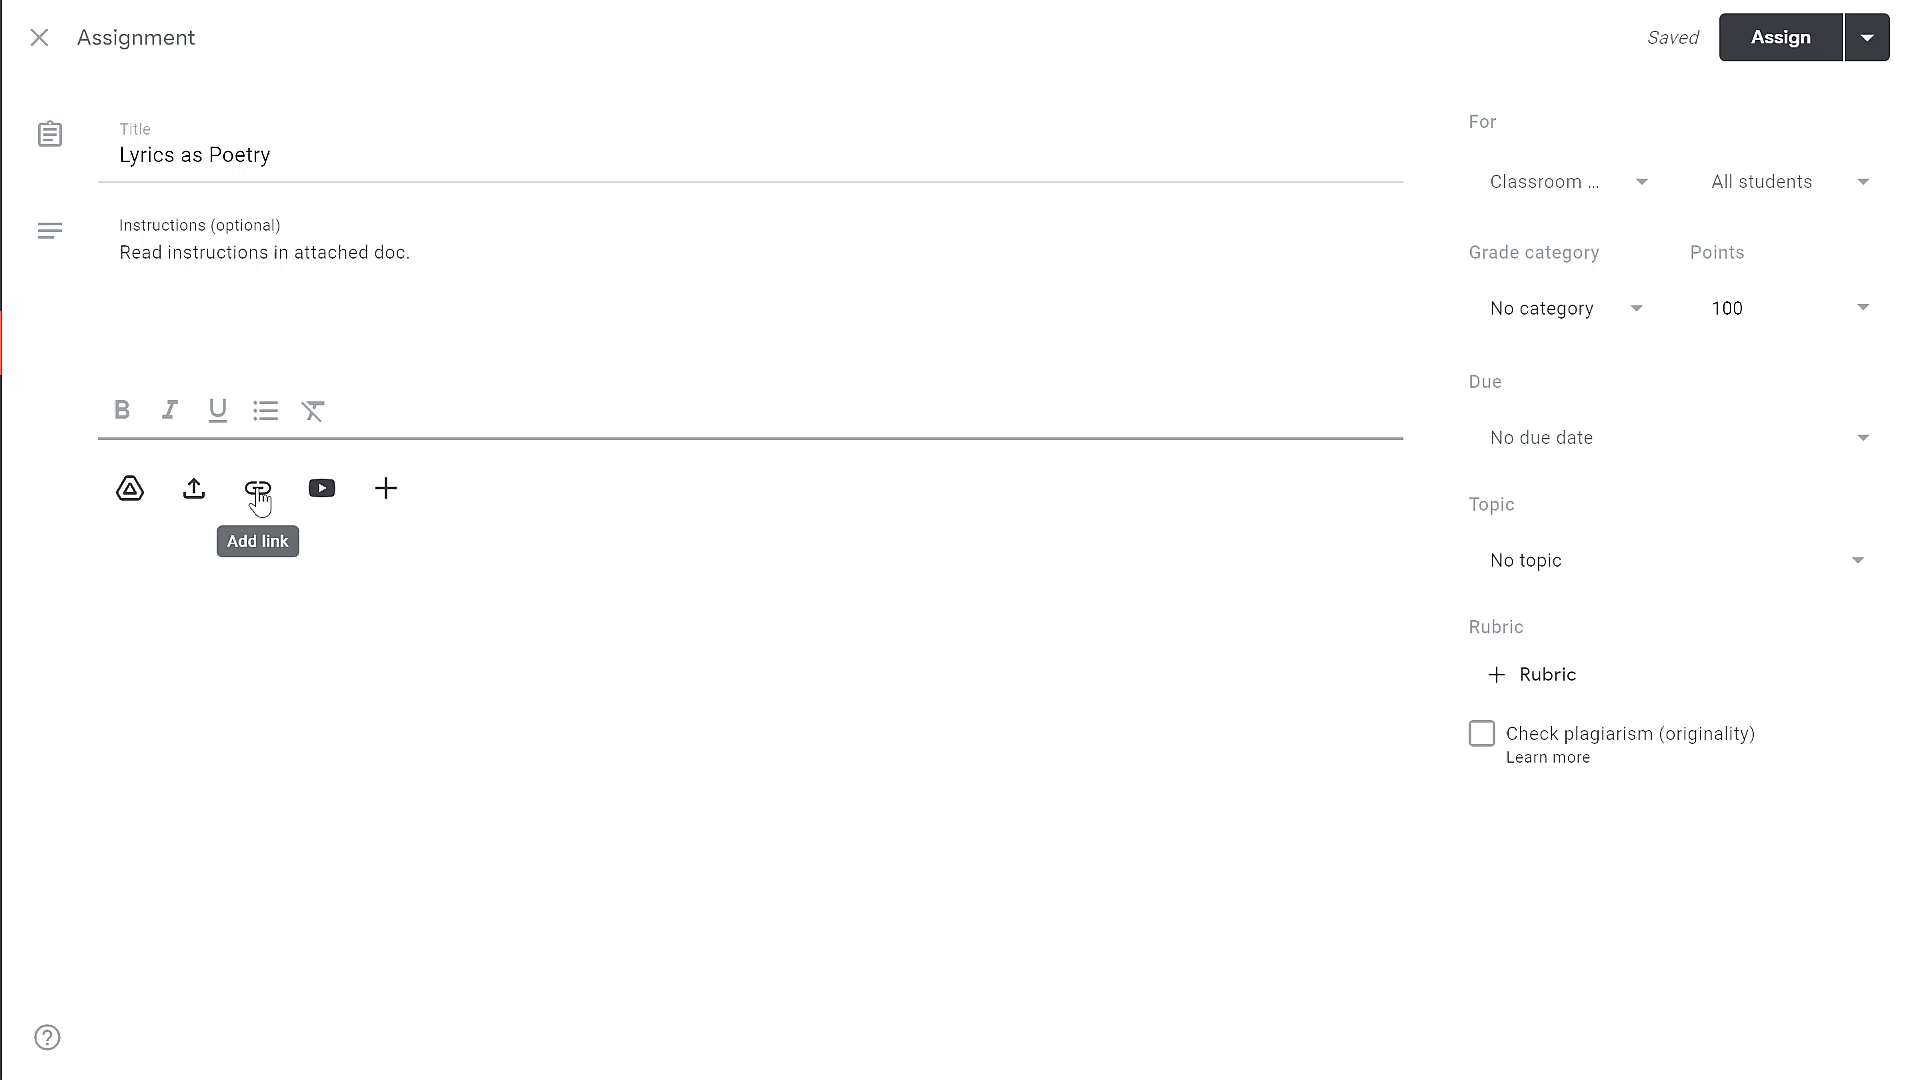 Assignment
Saved
Assign
Title
Lyrics as Poetry
Instructions (optional)
Read instructions in attached doc.
B I U
Add link
For
Classroom ...
All students
Grade category
Points
No category
100
Due
No due date
Topic
No topic
Rubric
+ Rubric
Check plagiarism (originality)
Learn more